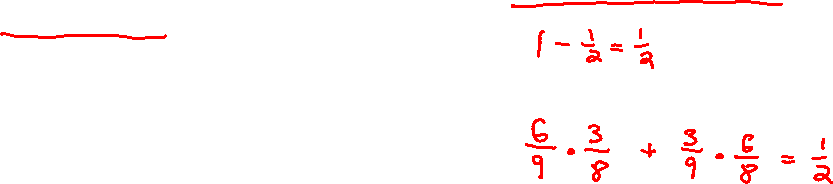 1 - 1/2 = 1/2
6/9 · 3/8 + 3/9 · 6/8 = 1/2